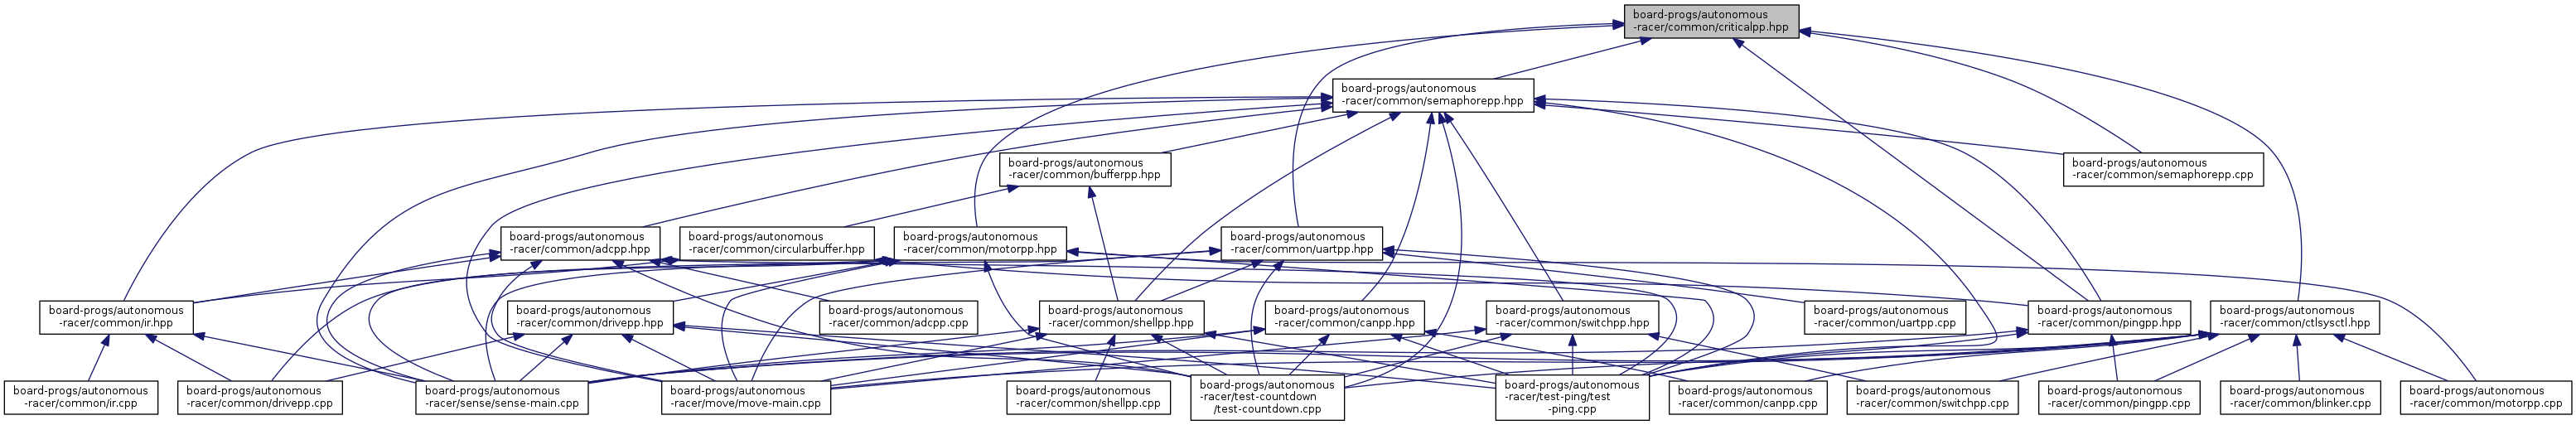 board-progs/autonomous
-racer/common/criticalpp.hpp
board-progs/autonomous
-racer/common/semaphorepp.hpp
board-progs/autonomous
-racer/common/bufferpp.hpp
board-progs/autonomous
-racer/common/semaphorepp.cpp
board-progs/autonomous
-racer/common/adcpp.hpp
board-progs/autonomous
-racer/common/circularbuffer.hpp
board-progs/autonomous
-racer/common/motorpp.hpp
board-progs/autonomous
-racer/common/uartpp.hpp
board-progs/autonomous
-racer/common/ir.hpp
board-progs/autonomous
-racer/common/drivepp.hpp
board-progs/autonomous
-racer/common/adcpp.cpp
board-progs/autonomous
-racer/common/shellpp.hpp
board-progs/autonomous
-racer/common/canpp.hpp
board-progs/autonomous
-racer/common/switchpp.hpp
board-progs/autonomous
-racer/common/uartpp.cpp
board-progs/autonomous
-racer/common/pingpp.hpp
board-progs/autonomous
-racer/common/ctlsysctl.hpp
board-progs/autonomous
-racer/common/ir.cpp
board-progs/autonomous
-racer/common/drivepp.cpp
board-progs/autonomous
-racer/sense/sense-main.cpp
board-progs/autonomous
-racer/move/move-main.cpp
board-progs/autonomous
-racer/common/shellpp.cpp
board-progs/autonomous
-racer/test-countdown
/test-countdown.cpp
board-progs/autonomous
-racer/test-ping/test
-ping.cpp
board-progs/autonomous
-racer/common/canpp.cpp
board-progs/autonomous
-racer/common/switchpp.cpp
board-progs/autonomous
-racer/common/pingpp.cpp
board-progs/autonomous
-racer/common/blinker.cpp
board-progs/autonomous
-racer/common/motorpp.cpp